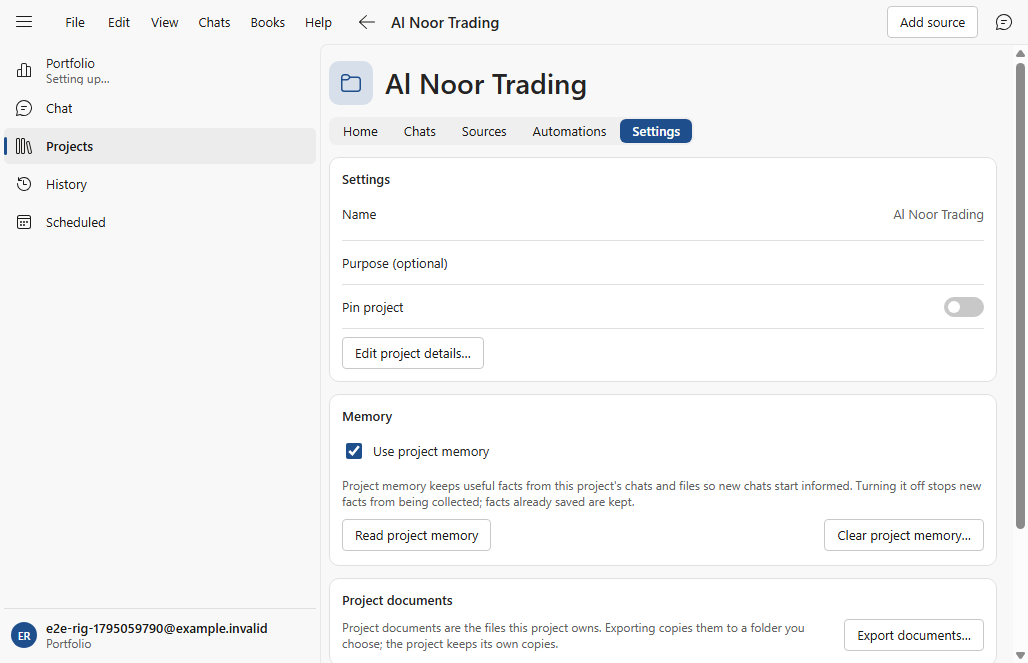 File Edit View Chats Books Help Al Noor Trading Add source
Portfolio
Setting up...
Chat
Projects
History
Scheduled
e2e-rig-1795059790@example.invalid
ER
Portfolio
Al Noor Trading
Home Chats Sources Automations Settings
Settings
Name Al Noor Trading
Purpose (optional)
Pin project
Edit project details...
Memory
Use project memory
Project memory keeps useful facts from this project's chats and files so new chats start informed. Turning it off stops new
facts from being collected; facts already saved are kept.
Read project memory Clear project memory...
Project documents
Project documents are the files this project owns. Exporting copies them to a folder you
choose; the project keeps its own copies.
Export documents...